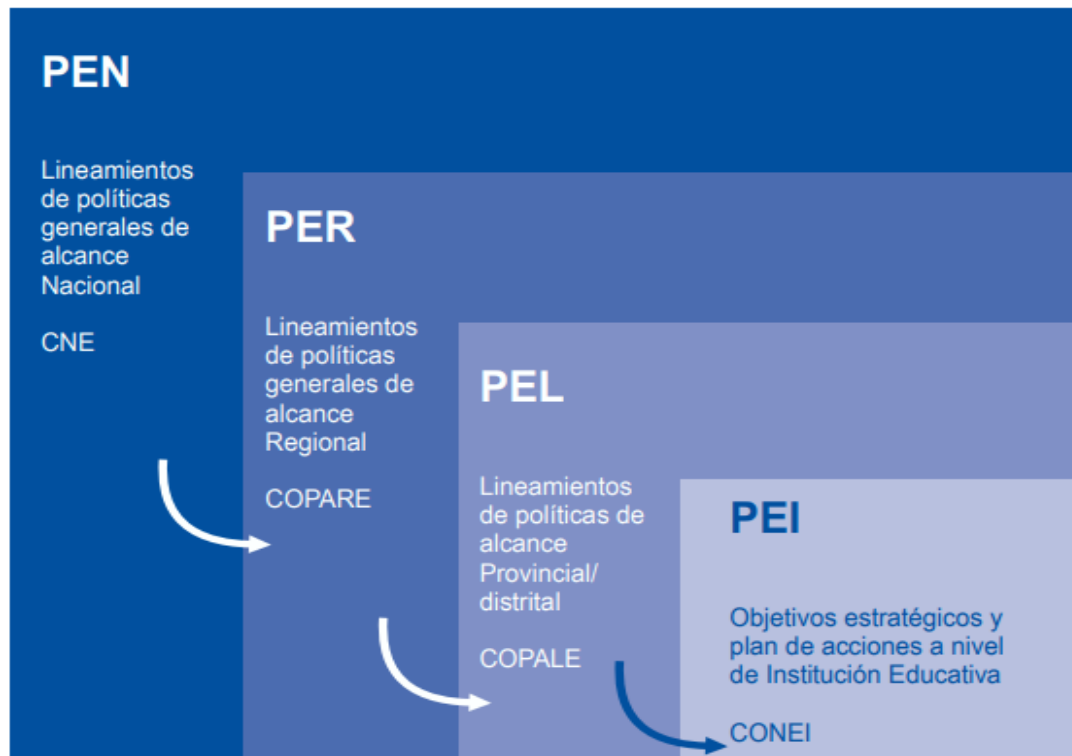 PEN
Lineamientos
de políticas
generales de
alcance
Nacional
CNE
PER
Lineamientos
de políticas
generales de
alcance
Regional
COPARE
PEL
Lineamientos
de políticas de
alcance
Provincial/
distrital
COPALE
PEI
Objetivos estratégicos y
plan de acciones a nivel
de Institución Educativa
CONEI